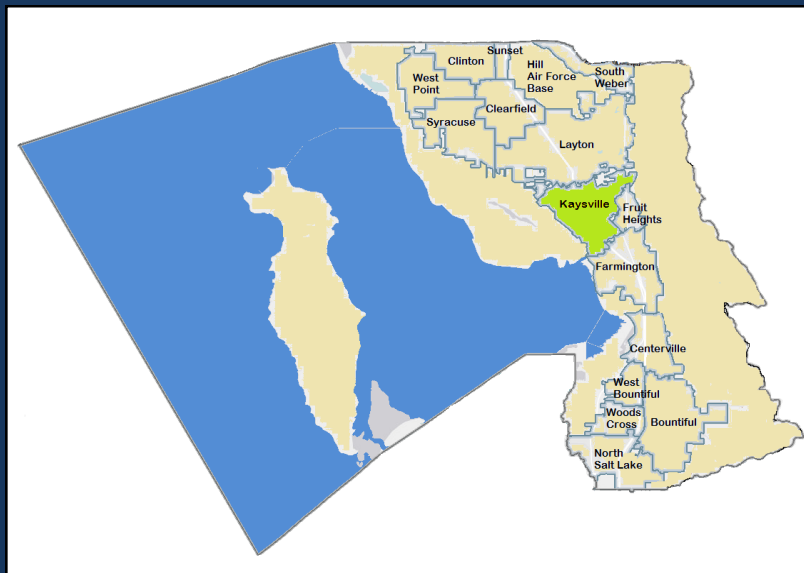 Sunset
Clinton
Hill
Air Force
Base
South
Weber
West
Point
Clearfield
Syracuse
Layton
Kaysville
Fruit
Heights
Farmington
Centerville
West
Bountiful
Woods
Cross
Bountiful
North
Salt Lake